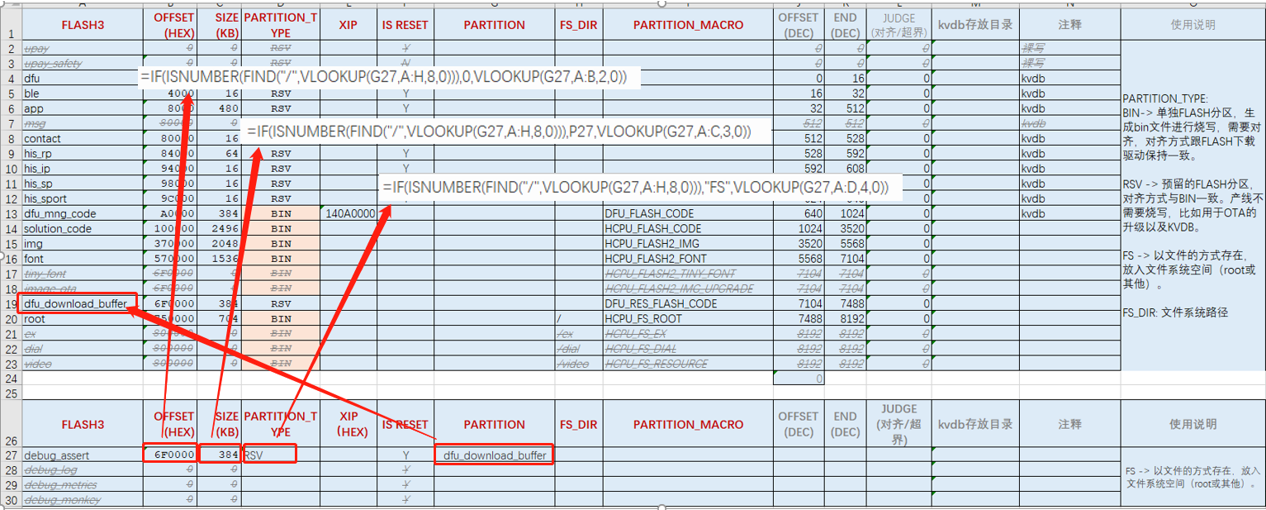 A B C D E F G H I J K L M N O
1 FLASH3 OFFSET (HEX) SIZE (KB) PARTITION_TYPE XIP IS RESET PARTITION FS_DIR PARTITION_MACRO OFFSET (DEC) END (DEC) JUDGE (对齐/超界) kvdb存放目录 注释 使用说明
2 upay 0 0 RSV Y 0 0 0 裸写
3 upay_safety 0 0 RSV Y 0 0 0 裸写
4 dfu 0 16 0 kvdb
=IF(ISNUMBER(FIND("/",VLOOKUP(G27,A:H,8,0))),0,VLOOKUP(G27,A:B,2,0))
5 ble 4000 16 RSV Y 16 32 0 kvdb
6 app 8000 480 RSV Y 32 512 0 kvdb
7 msg 80000 0 512 512 0 kvdb
=IF(ISNUMBER(FIND("/",VLOOKUP(G27,A:H,8,0))),P27,VLOOKUP(G27,A:C,3,0))
8 contact 80000 16 512 528 0 kvdb
9 his_rp 84000 64 RSV Y 528 592 0 kvdb
10 his_ip 94000 16 RSV Y 592 608 0 kvdb
11 his_sp 98000 16 RSV 0 kvdb
=IF(ISNUMBER(FIND("/",VLOOKUP(G27,A:H,8,0))),"FS",VLOOKUP(G27,A:D,4,0))
12 his_sport 9C000 16 RSV 0 kvdb
13 dfu_mng_code A0000 384 BIN 140A0000 DFU_FLASH_CODE 640 1024 0 kvdb
14 solution_code 100000 2496 BIN HCPU_FLASH_CODE 1024 3520 0
15 img 370000 2048 BIN HCPU_FLASH2_IMG 3520 5568 0
16 font 570000 1536 BIN HCPU_FLASH2_FONT 5568 7104 0
17 tiny_font 6F0000 0 BIN HCPU_FLASH2_TINY_FONT 7104 7104 0
18 image_ota 6F0000 0 BIN HCPU_FLASH2_IMG_UPGRADE 7104 7104 0
19 dfu_download_buffer 6F0000 384 RSV DFU_RES_FLASH_CODE 7104 7488 0
20 root 750000 704 BIN / HCPU_FS_ROOT 7488 8192 0
21 ex 800000 0 BIN /ex HCPU_FS_EX 8192 8192 0
22 dial 800000 0 BIN /dial HCPU_FS_DIAL 8192 8192 0
23 video 800000 0 BIN /video HCPU_FS_RESOURCE 8192 8192 0
24 0
25
PARTITION_TYPE:
BIN-> 单独FLASH分区，生
成bin文件进行烧写，需要对
齐，对齐方式跟FLASH下载
驱动保持一致。
RSV -> 预留的FLASH分区，
对齐方式与BIN一致。产线不
需要烧写，比如用于OTA的
升级以及KVDB。
FS -> 以文件的方式存在，
放入文件系统空间（root或
其他）。
FS_DIR: 文件系统路径
26 FLASH3 OFFSET (HEX) SIZE (KB) PARTITION_TYPE XIP (HEX) IS RESET PARTITION FS_DIR PARTITION_MACRO OFFSET (DEC) END (DEC) JUDGE (对齐/超界) kvdb存放目录 注释 使用说明
27 debug_assert 6F0000 384 RSV Y dfu_download_buffer
28 debug_log 0 0 Y
29 debug_metrics 0 0 Y
30 debug_monkey 0 0 Y
FS -> 以文件的方式存在，放入
文件系统空间（root或其他）。